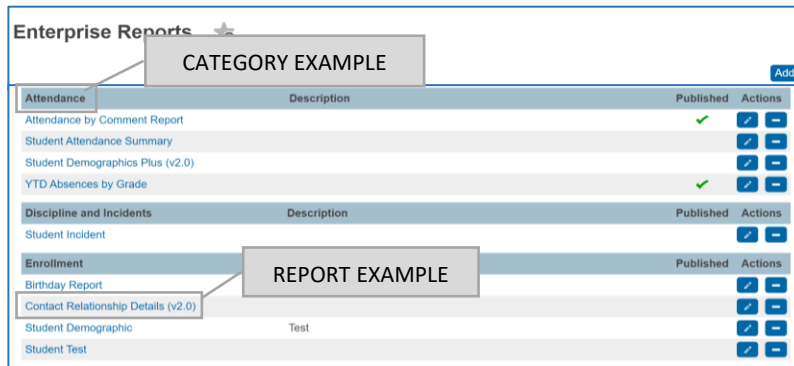 Enterprise Reports
CATEGORY EXAMPLE
Add
Attendance Description Published Actions
Attendance by Comment Report
Student Attendance Summary
Student Demographics Plus (v2.0)
YTD Absences by Grade
Discipline and Incidents Description Published Actions
Student Incident
Enrollment Published Actions
REPORT EXAMPLE
Birthday Report
Contact Relationship Details (v2.0)
Student Demographic Test
Student Test